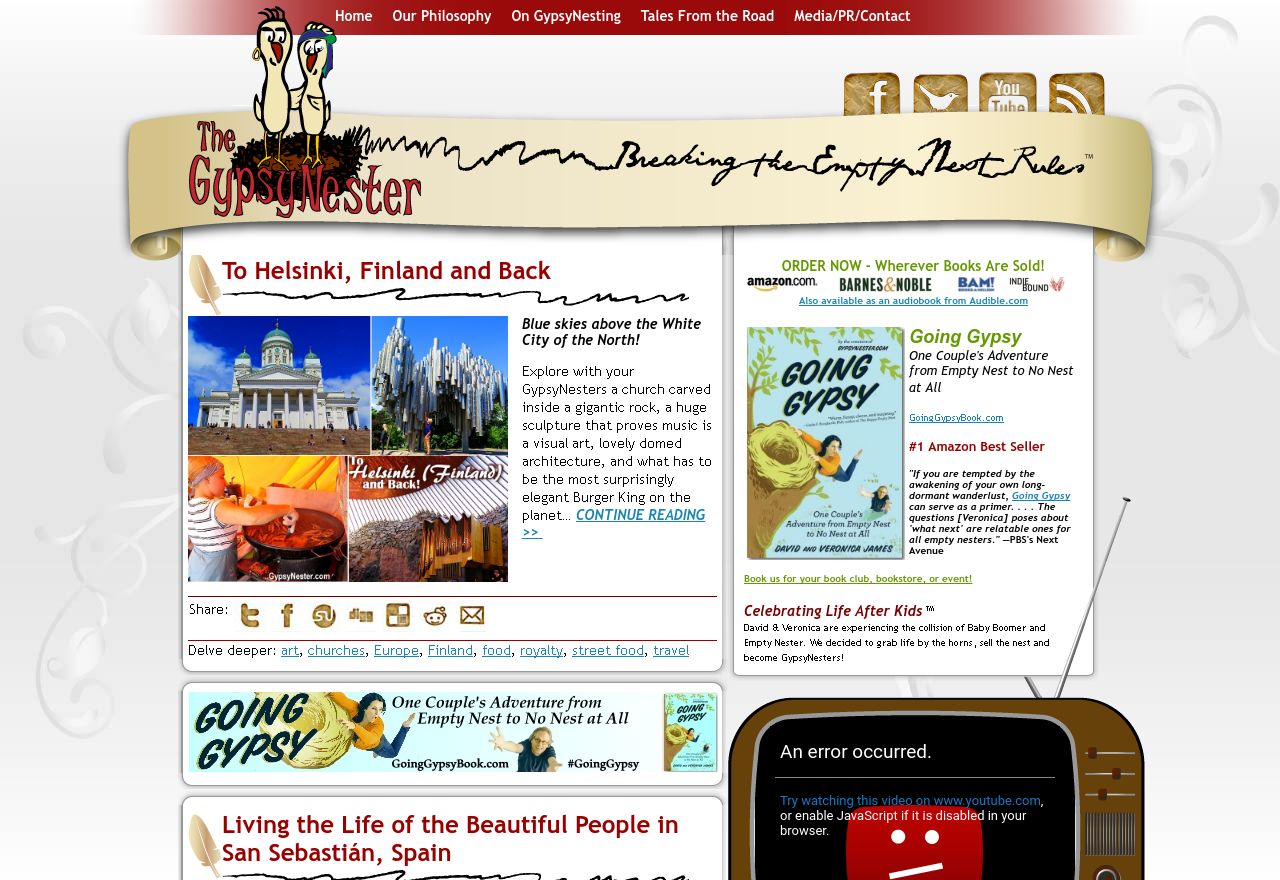 Home Our Philosophy On GypsyNesting Tales From the Road Media/PR/Contact
You
Tube
The
GypsyNester
Breaking the Empty Nest Rules™
To Helsinki, Finland and Back
To
Helsinki (Finland)
and Back!
GypsyNester.com
Blue skies above the White
City of the North!
Explore with your
GypsyNesters a church carved
inside a gigantic rock, a huge
sculpture that proves music is
a visual art, lovely domed
architecture, and what has to
be the most surprisingly
elegant Burger King on the
planet... CONTINUE READING
>>
Share:
digg
Delve deeper: art, churches, Europe, Finland, food, royalty, street food, travel
GOING
GYPSY
One Couple's Adventure from
Empty Nest to No Nest at All
GoingGypsyBook.com #GoingGypsy
GOING
GYPSY
Living the Life of the Beautiful People in
San Sebastián, Spain
ORDER NOW - Wherever Books Are Sold!
amazon.com. BARNES&NOBLE BAM! INDIE
BOUND
Also available as an audiobook from Audible.com
GYPSYNESTER.COM
GOING
GYPSY
One Couple's
Adventure from Empty Nest
to No Nest at All
DAVID AND VERONICA JAMES
Going Gypsy
One Couple's Adventure
from Empty Nest to No Nest
at All
GoingGypsyBook.com
#1 Amazon Best Seller
"If you are tempted by the
awakening of your own long-
dormant wanderlust, Going Gypsy
can serve as a primer. . . . The
questions [Veronica] poses about
'what next' are relatable ones for
all empty nesters." —PBS's Next
Avenue
Book us for your book club, bookstore, or event!
Celebrating Life After Kids ™
David & Veronica are experiencing the collision of Baby Boomer and
Empty Nester. We decided to grab life by the horns, sell the nest and
become GypsyNesters!
An error occurred.
Try watching this video on www.youtube.com,
or enable JavaScript if it is disabled in your
browser.